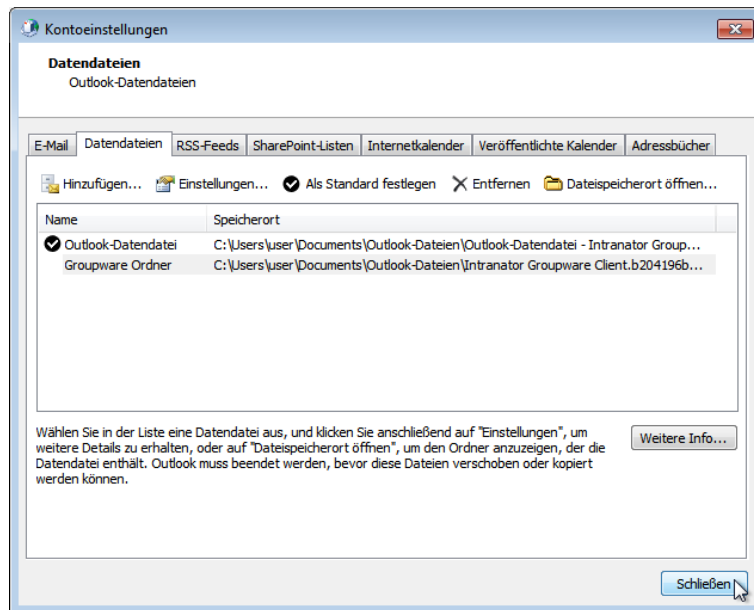 Kontoeinstellungen
Datendateien
Outlook-Datendateien
E-Mail Datendateien RSS-Feeds SharePoint-Listen Internetkalender Veröffentlichte Kalender Adressbücher
Hinzufügen... Einstellungen... Als Standard festlegen Entfernen Dateispeicherort öffnen...
Name Speicherort
Outlook-Datendatei C:\Users\user\Documents\Outlook-Dateien\Outlook-Datendatei - Intranator Group...
Groupware Ordner C:\Users\user\Documents\Outlook-Dateien\Intranator Groupware Client.b204196b...
Wählen Sie in der Liste eine Datendatei aus, und klicken Sie anschließend auf "Einstellungen", um
weitere Details zu erhalten, oder auf "Dateispeicherort öffnen", um den Ordner anzuzeigen, der die
Datendatei enthält. Outlook muss beendet werden, bevor diese Dateien verschoben oder kopiert
werden können.
Weitere Info...
Schließen